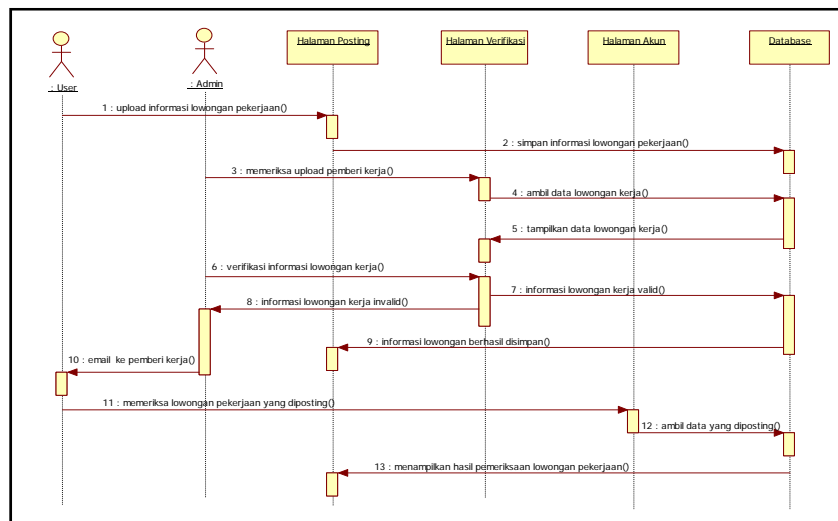 Halaman Posting
Halaman Verifikasi
Halaman Akun
Database
: User
: Admin
1 : upload informasi lowongan pekerjaan()
2 : simpan informasi lowongan pekerjaan()
3 : memeriksa upload pemberi kerja()
4 : ambil data lowongan kerja()
5 : tampilkan data lowongan kerja()
6 : verifikasi informasi lowongan kerja()
7 : informasi lowongan kerja valid()
8 : informasi lowongan kerja invalid()
9 : informasi lowongan berhasil disimpan()
10 : email ke pemberi kerja()
11 : memeriksa lowongan pekerjaan yang diposting()
12 : ambil data yang diposting()
13 : menampilkan hasil pemeriksaan lowongan pekerjaan()